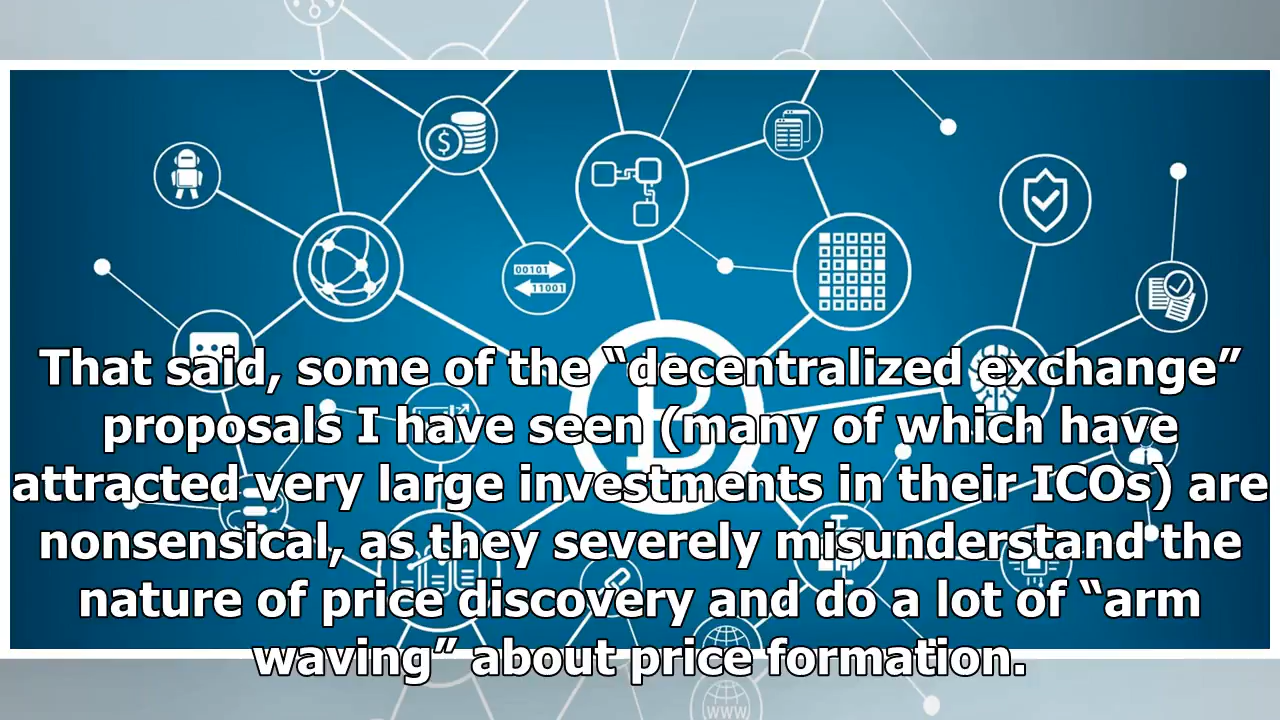 00101
11001
That said, some of the “decentralized exchange”
proposals I have seen (many of which have
attracted very large investments in their ICOs) are
nonsensical, as they severely misunderstand the
nature of price discovery and do a lot of “arm
waving” about price formation.
WWW